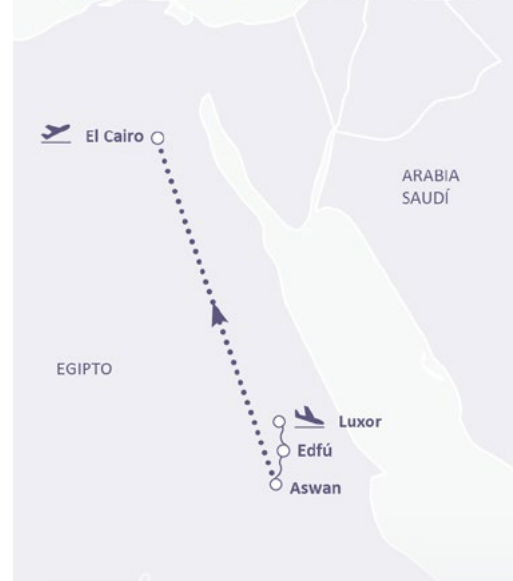 El Cairo
ARABIA
SAUDÍ
EGIPTO
Luxor
Edfú
Aswan